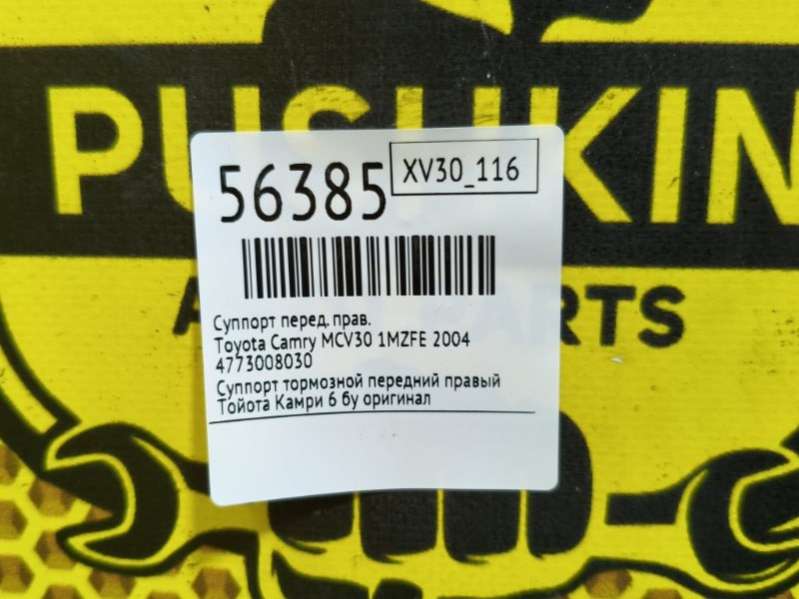 PUSHKIN
56385
XV30_116
PARTS
Суппорт перед. прав.
Toyota Camry MCV30 1MZFE 2004
4773008030
Суппорт тормозной передний правый
Тойота Камри 6 бу оригинал